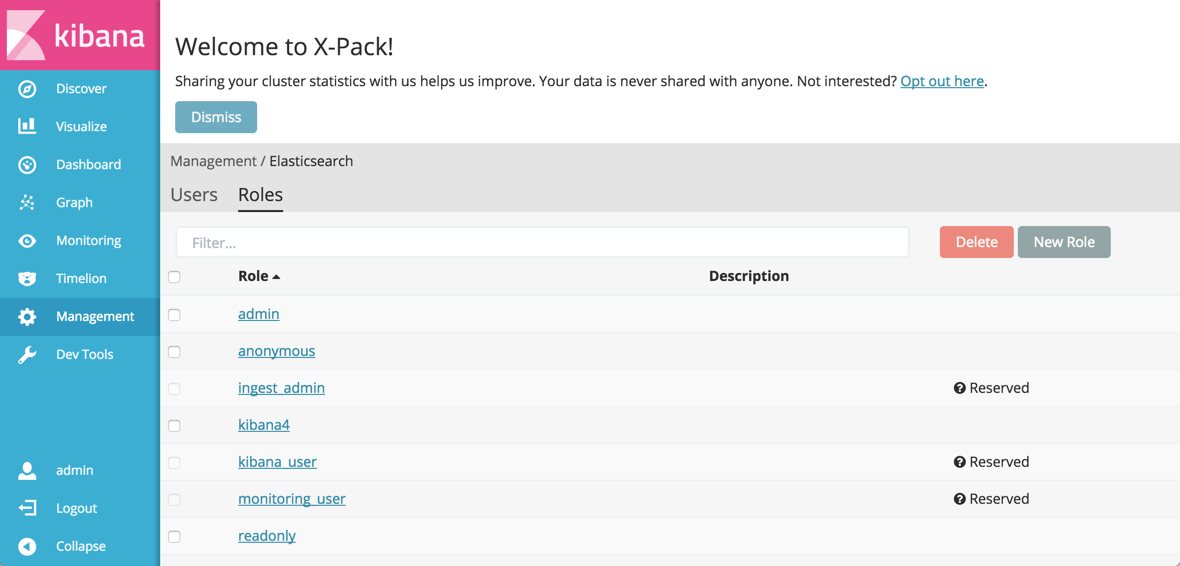 kibana
Discover
Visualize
Dashboard
Graph
Monitoring
Timelion
Management
Dev Tools
admin
Logout
Collapse
Welcome to X-Pack!
Sharing your cluster statistics with us helps us improve. Your data is never shared with anyone. Not interested? Opt out here.
Dismiss
Management / Elasticsearch
Users Roles
Filter... Delete New Role
Role Description
admin
anonymous
ingest_admin Reserved
kibana4
kibana_user Reserved
monitoring_user Reserved
readonly